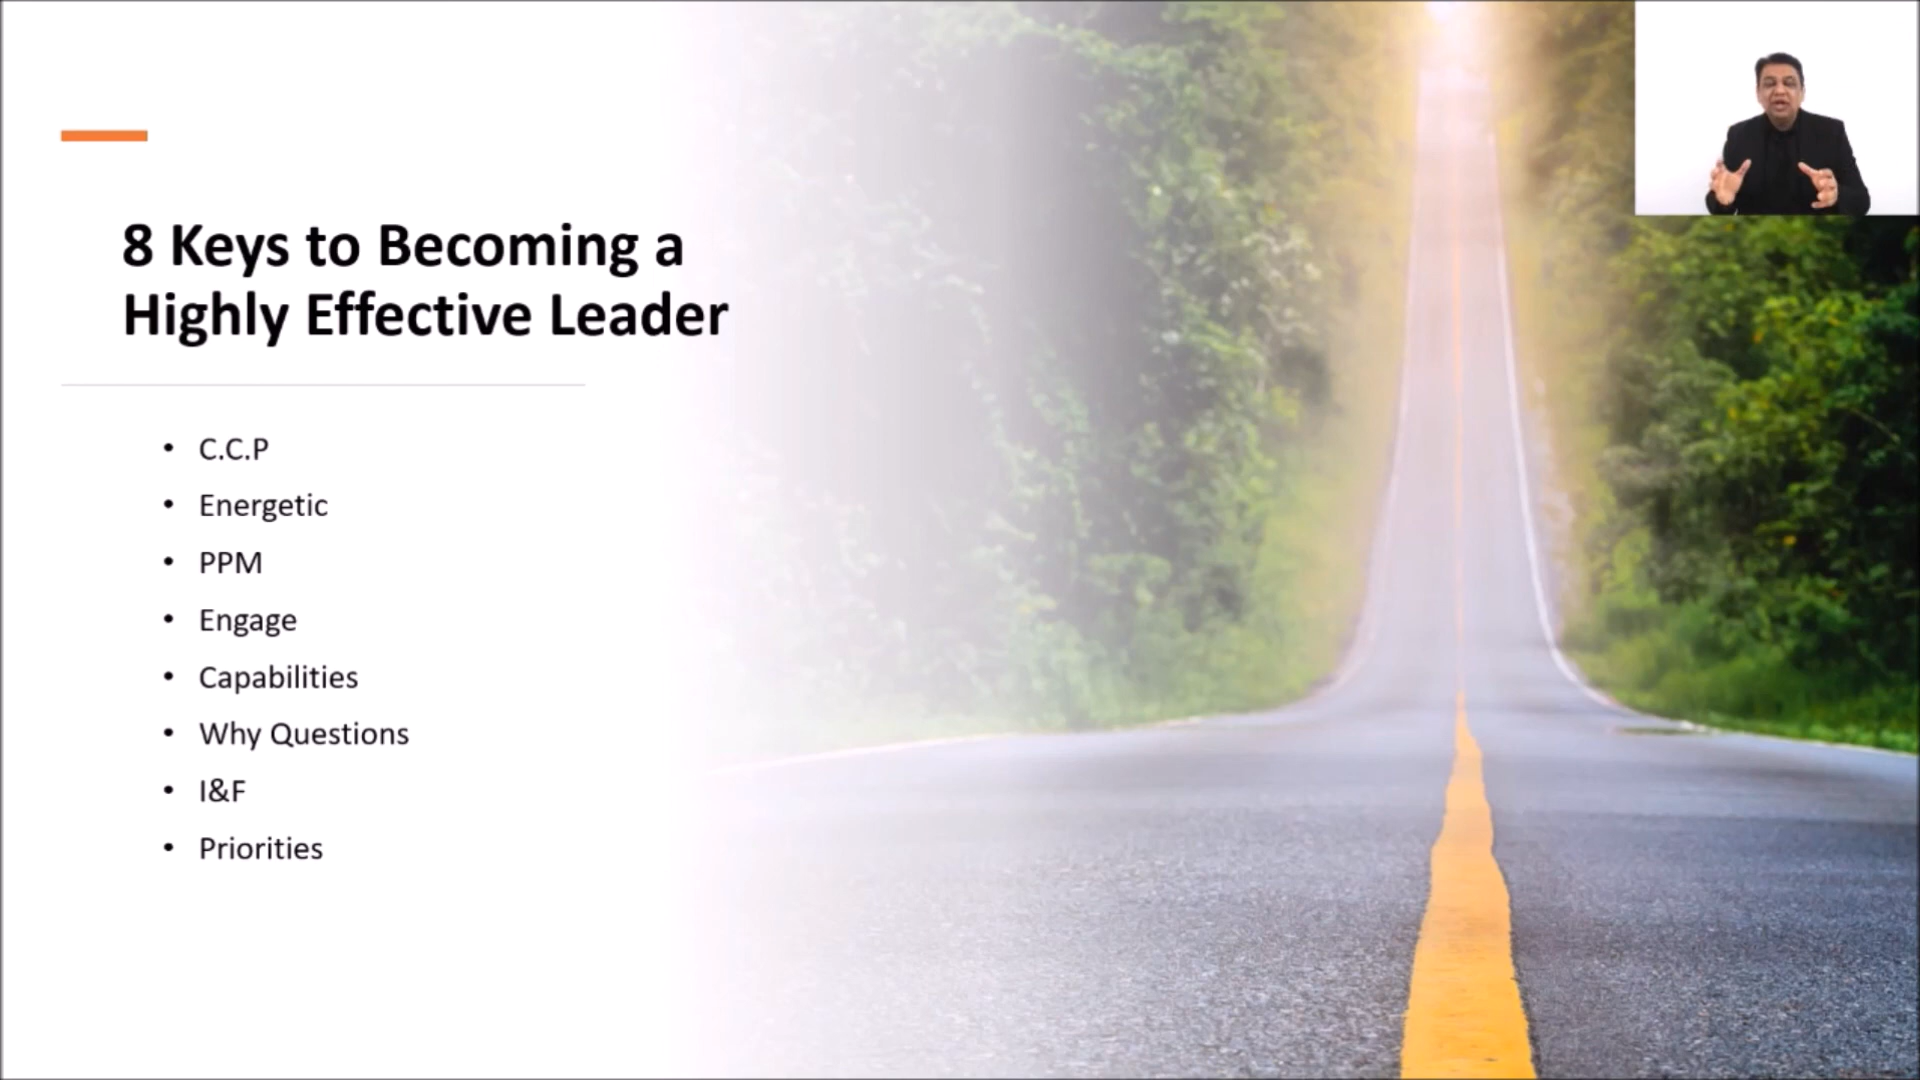 8 Keys to Becoming a
Highly Effective Leader
• C.C.P
• Energetic
• PPM
• Engage
• Capabilities
• Why Questions
• I&F
• Priorities